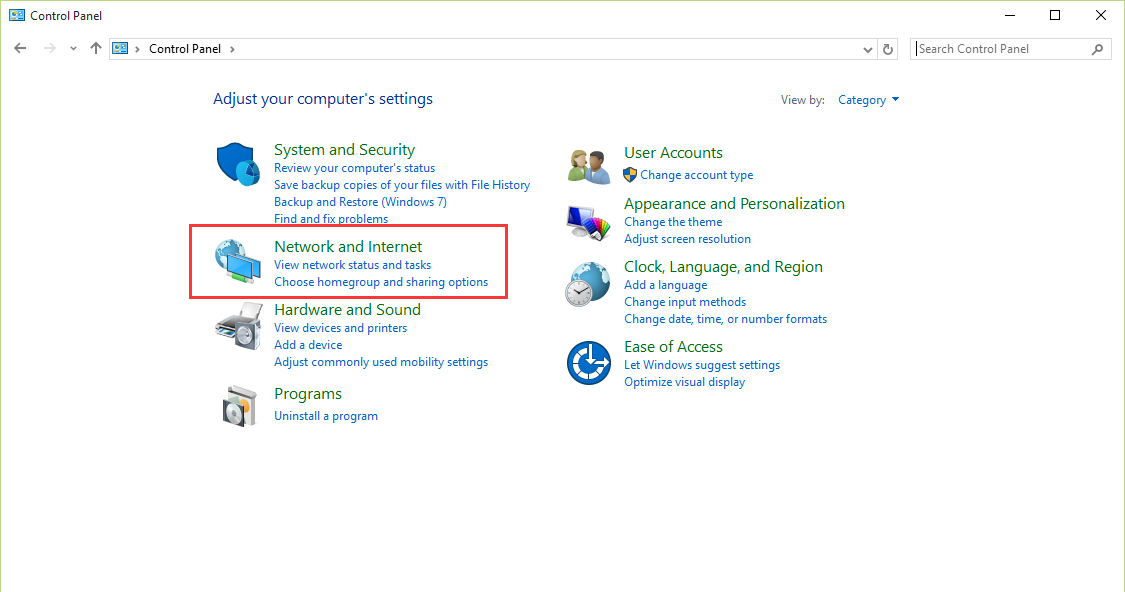 Control Panel
Control Panel
Search Control Panel
Adjust your computer's settings
View by: Category
System and Security
Review your computer's status
Save backup copies of your files with File History
Backup and Restore (Windows 7)
Find and fix problems
Network and Internet
View network status and tasks
Choose homegroup and sharing options
Hardware and Sound
View devices and printers
Add a device
Adjust commonly used mobility settings
Programs
Uninstall a program
User Accounts
Change account type
Appearance and Personalization
Change the theme
Adjust screen resolution
Clock, Language, and Region
Add a language
Change input methods
Change date, time, or number formats
Ease of Access
Let Windows suggest settings
Optimize visual display